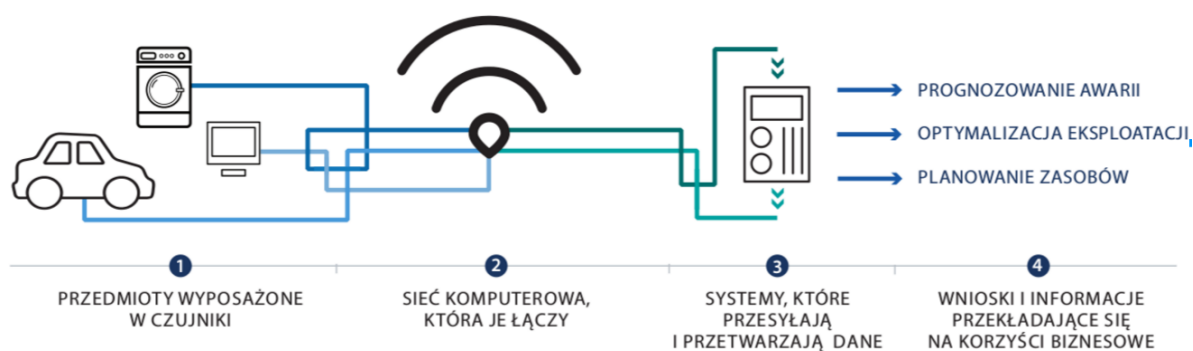 PROGNOZOWANIE AWARII
OPTYMALIZACJA EKSPLOATACJI
PLANOWANIE ZASOBÓW
1
PRZEDMIOTY WYPOSAŻONE
W CZUJNIKI
2
SIEĆ KOMPUTEROWA,
KTÓRA JE ŁĄCZY
3
SYSTEMY, KTÓRE
PRZESYŁAJĄ
I PRZETWARZAJĄ DANE
4
WNIOSKI I INFORMACJE
PRZEKŁADAJĄCE SIĘ
NA KORZYŚCI BIZNESOWE